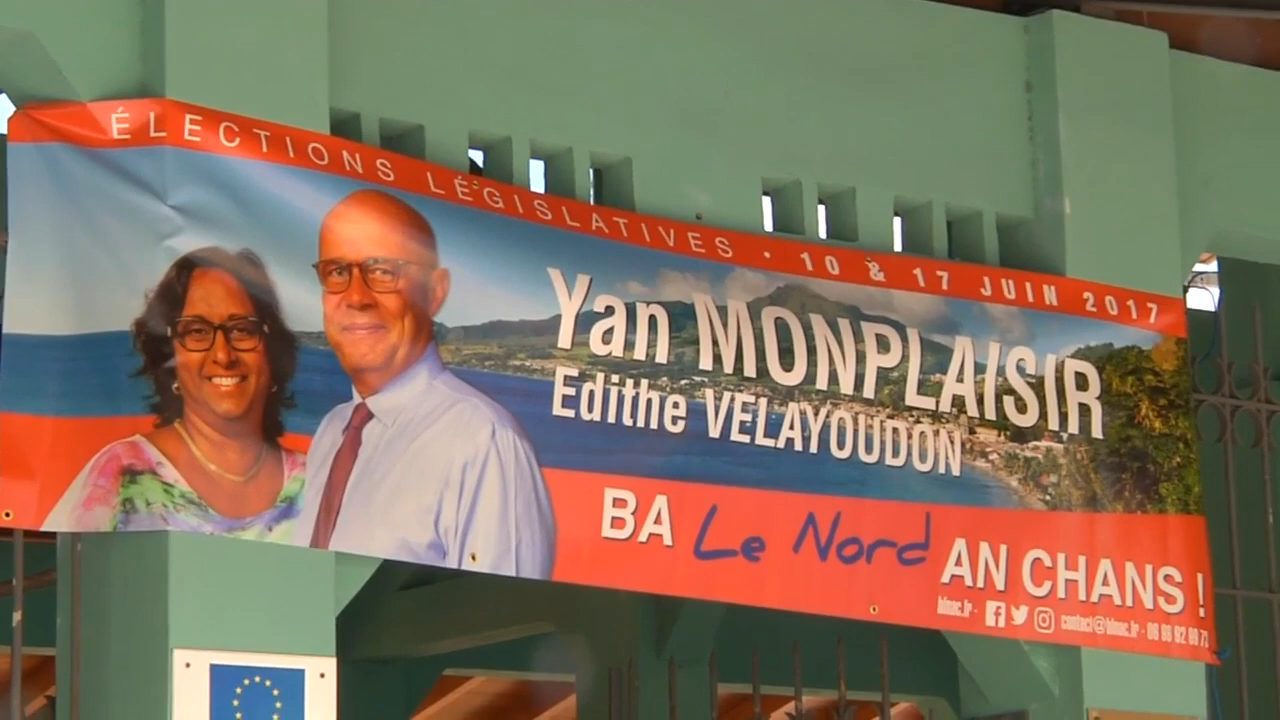 ÉLECTIONS LÉGISLATIVES · 10 & 17 JUIN 2017
Yan MONPLAISIR
Edithe VELAYOUDON
BA Le Nord AN CHANS !